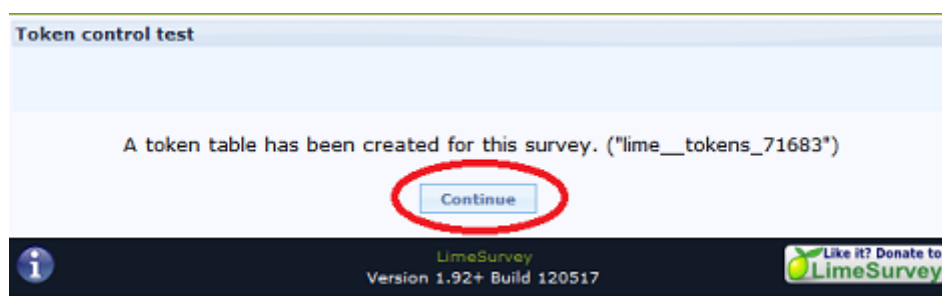 Token control test
A token table has been created for this survey. ("lime__tokens_71683")
Continue
LimeSurvey
Version 1.92+ Build 120517
Like it? Donate to
LimeSurvey